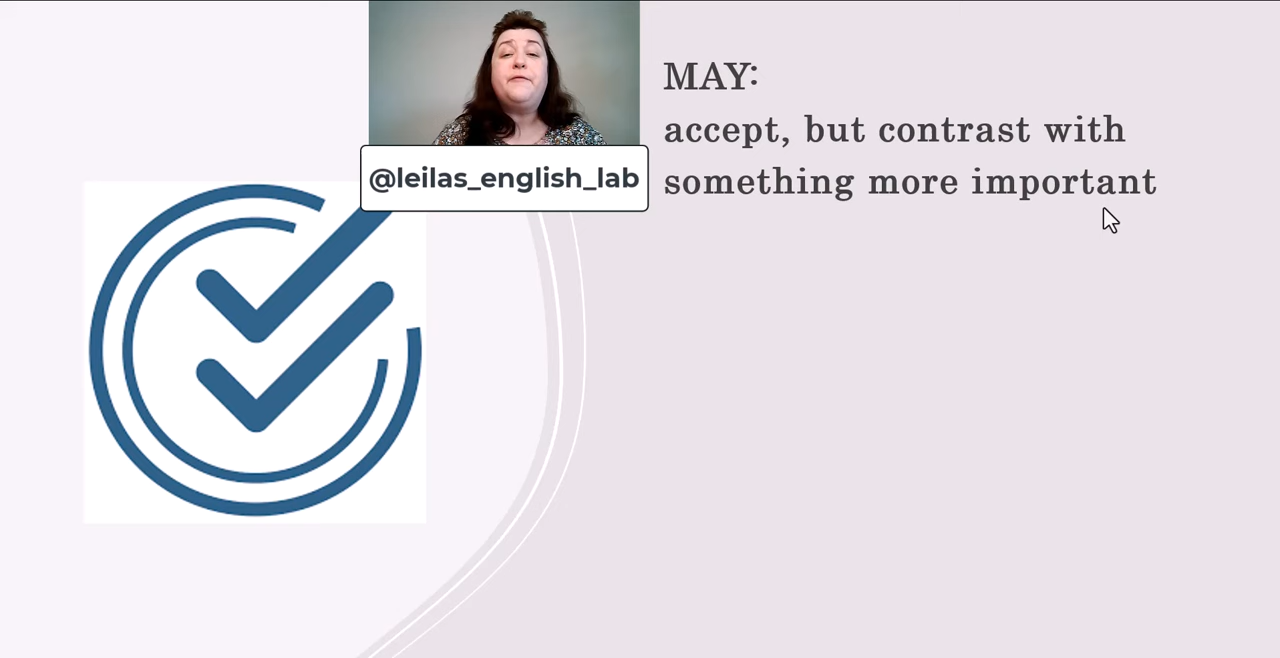 MAY:
accept, but contrast with
something more important
@leilas_english_lab